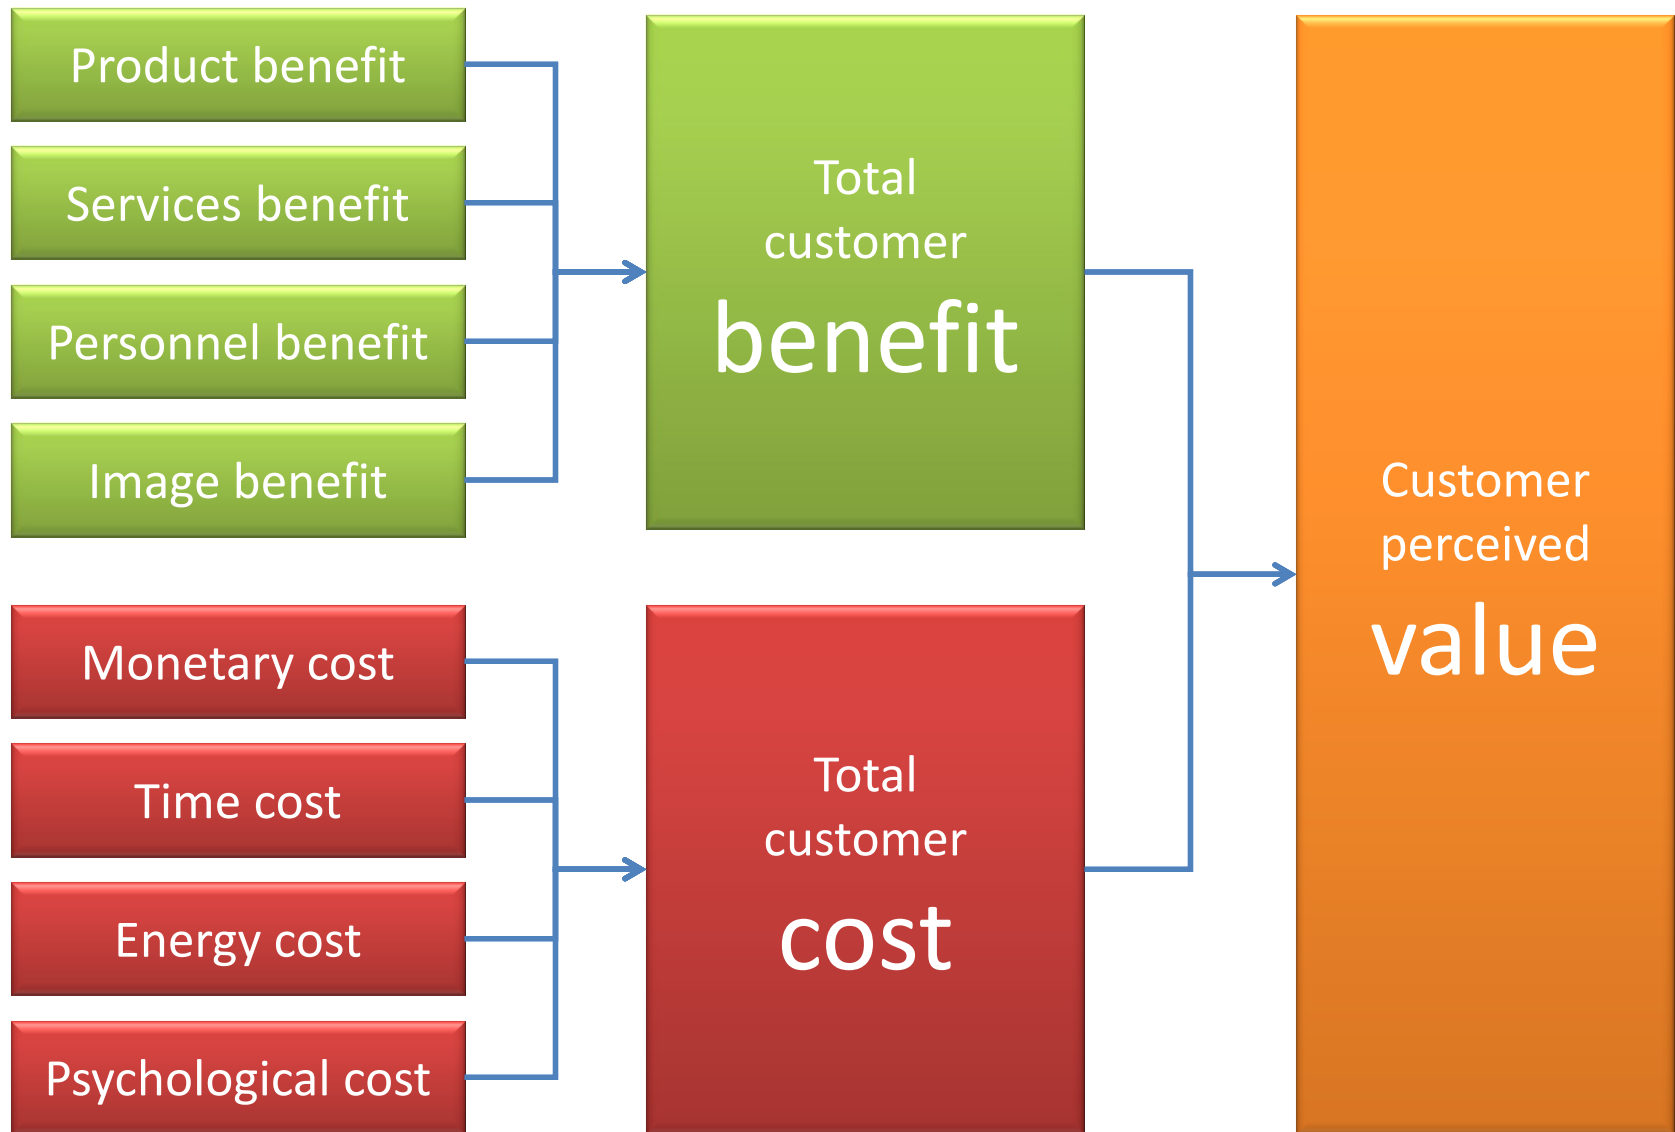 Product benefit
Services benefit
Personnel benefit
Image benefit
Total
customer
benefit
Monetary cost
Time cost
Energy cost
Psychological cost
Total
customer
cost
Customer
perceived
value